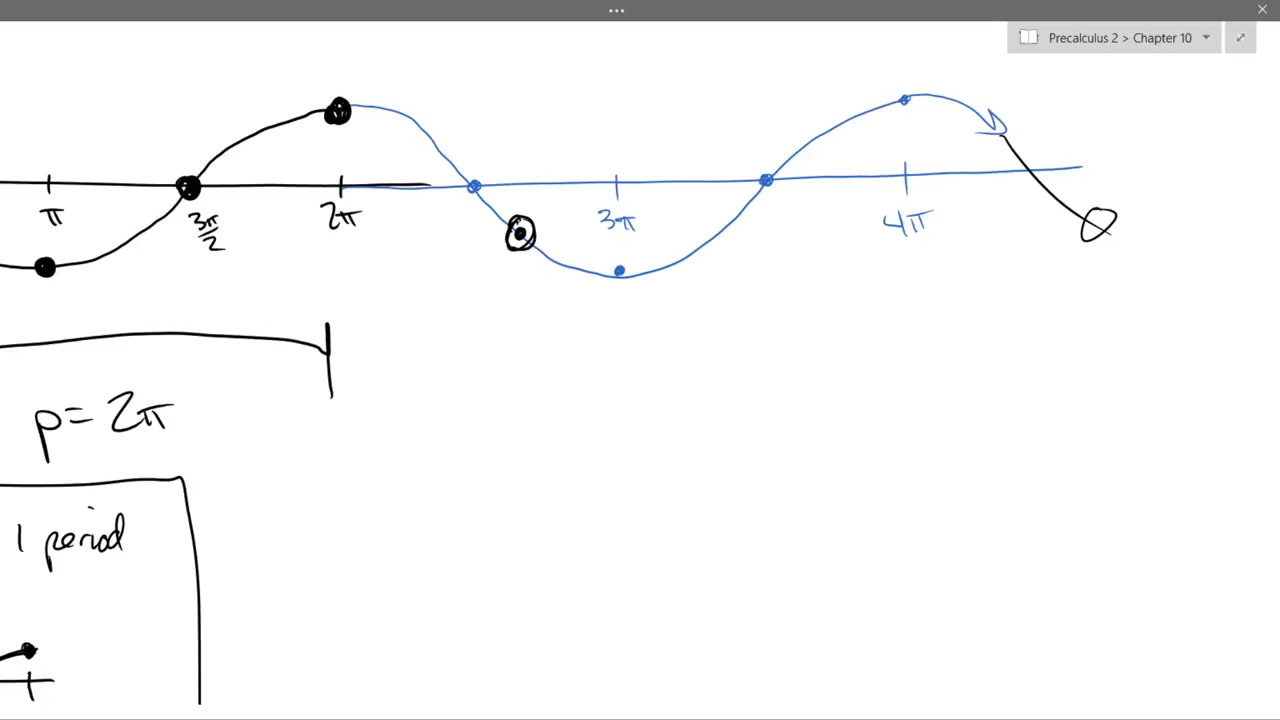 Precalculus 2 > Chapter 10
π
3π/2
2π
3π
4π
p = 2π
1 period